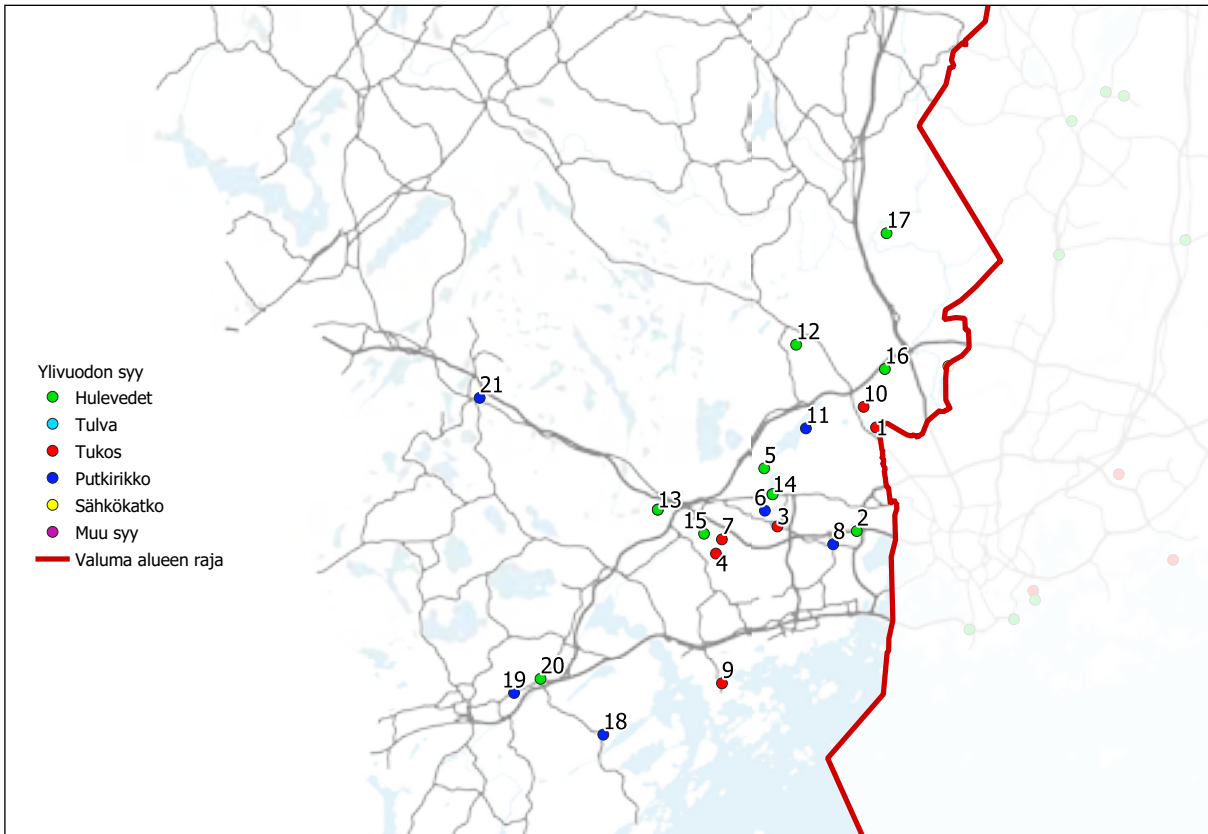 17
12
16
21
10
11
1
5
14
13
6
3
2
15
7
8
4
9
20
19
18
Ylivuodon syy
Hulevedet
Tulva
Tukos
Putkirikko
Sähkökatko
Muu syy
Valuma alueen raja